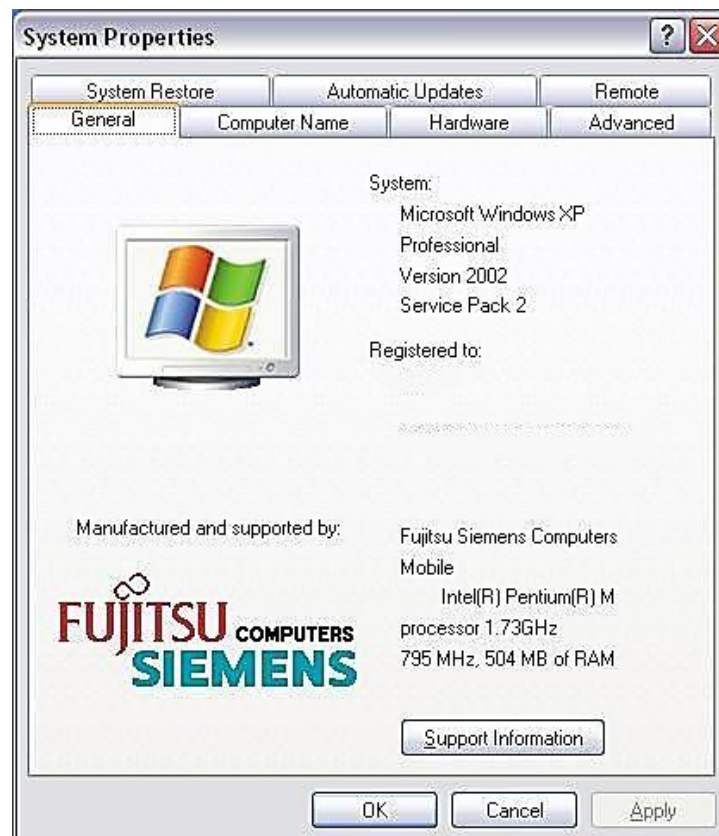 System Properties
System Restore
Automatic Updates
Remote
General
Computer Name
Hardware
Advanced
System:
Microsoft Windows XP
Professional
Version 2002
Service Pack 2
Registered to:
Manufactured and supported by:
FUJITSU COMPUTERS
SIEMENS
Fujitsu Siemens Computers
Mobile
Intel(R) Pentium(R) M
processor 1.73GHz
795 MHz, 504 MB of RAM
Support Information
OK
Cancel
Apply